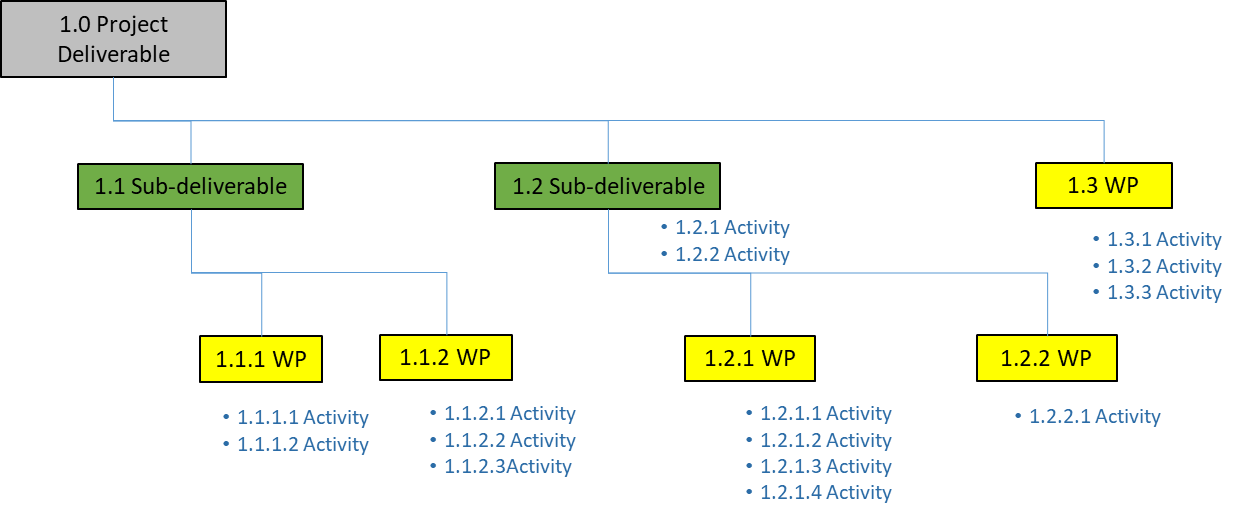 1.0 Project
Deliverable
1.1 Sub-deliverable
1.2 Sub-deliverable
1.3 WP
• 1.2.1 Activity
• 1.2.2 Activity
• 1.3.1 Activity
• 1.3.2 Activity
• 1.3.3 Activity
1.1.1 WP
1.1.2 WP
1.2.1 WP
1.2.2 WP
• 1.1.1.1 Activity
• 1.1.1.2 Activity
• 1.1.2.1 Activity
• 1.1.2.2 Activity
• 1.1.2.3Activity
• 1.2.1.1 Activity
• 1.2.1.2 Activity
• 1.2.1.3 Activity
• 1.2.1.4 Activity
• 1.2.2.1 Activity